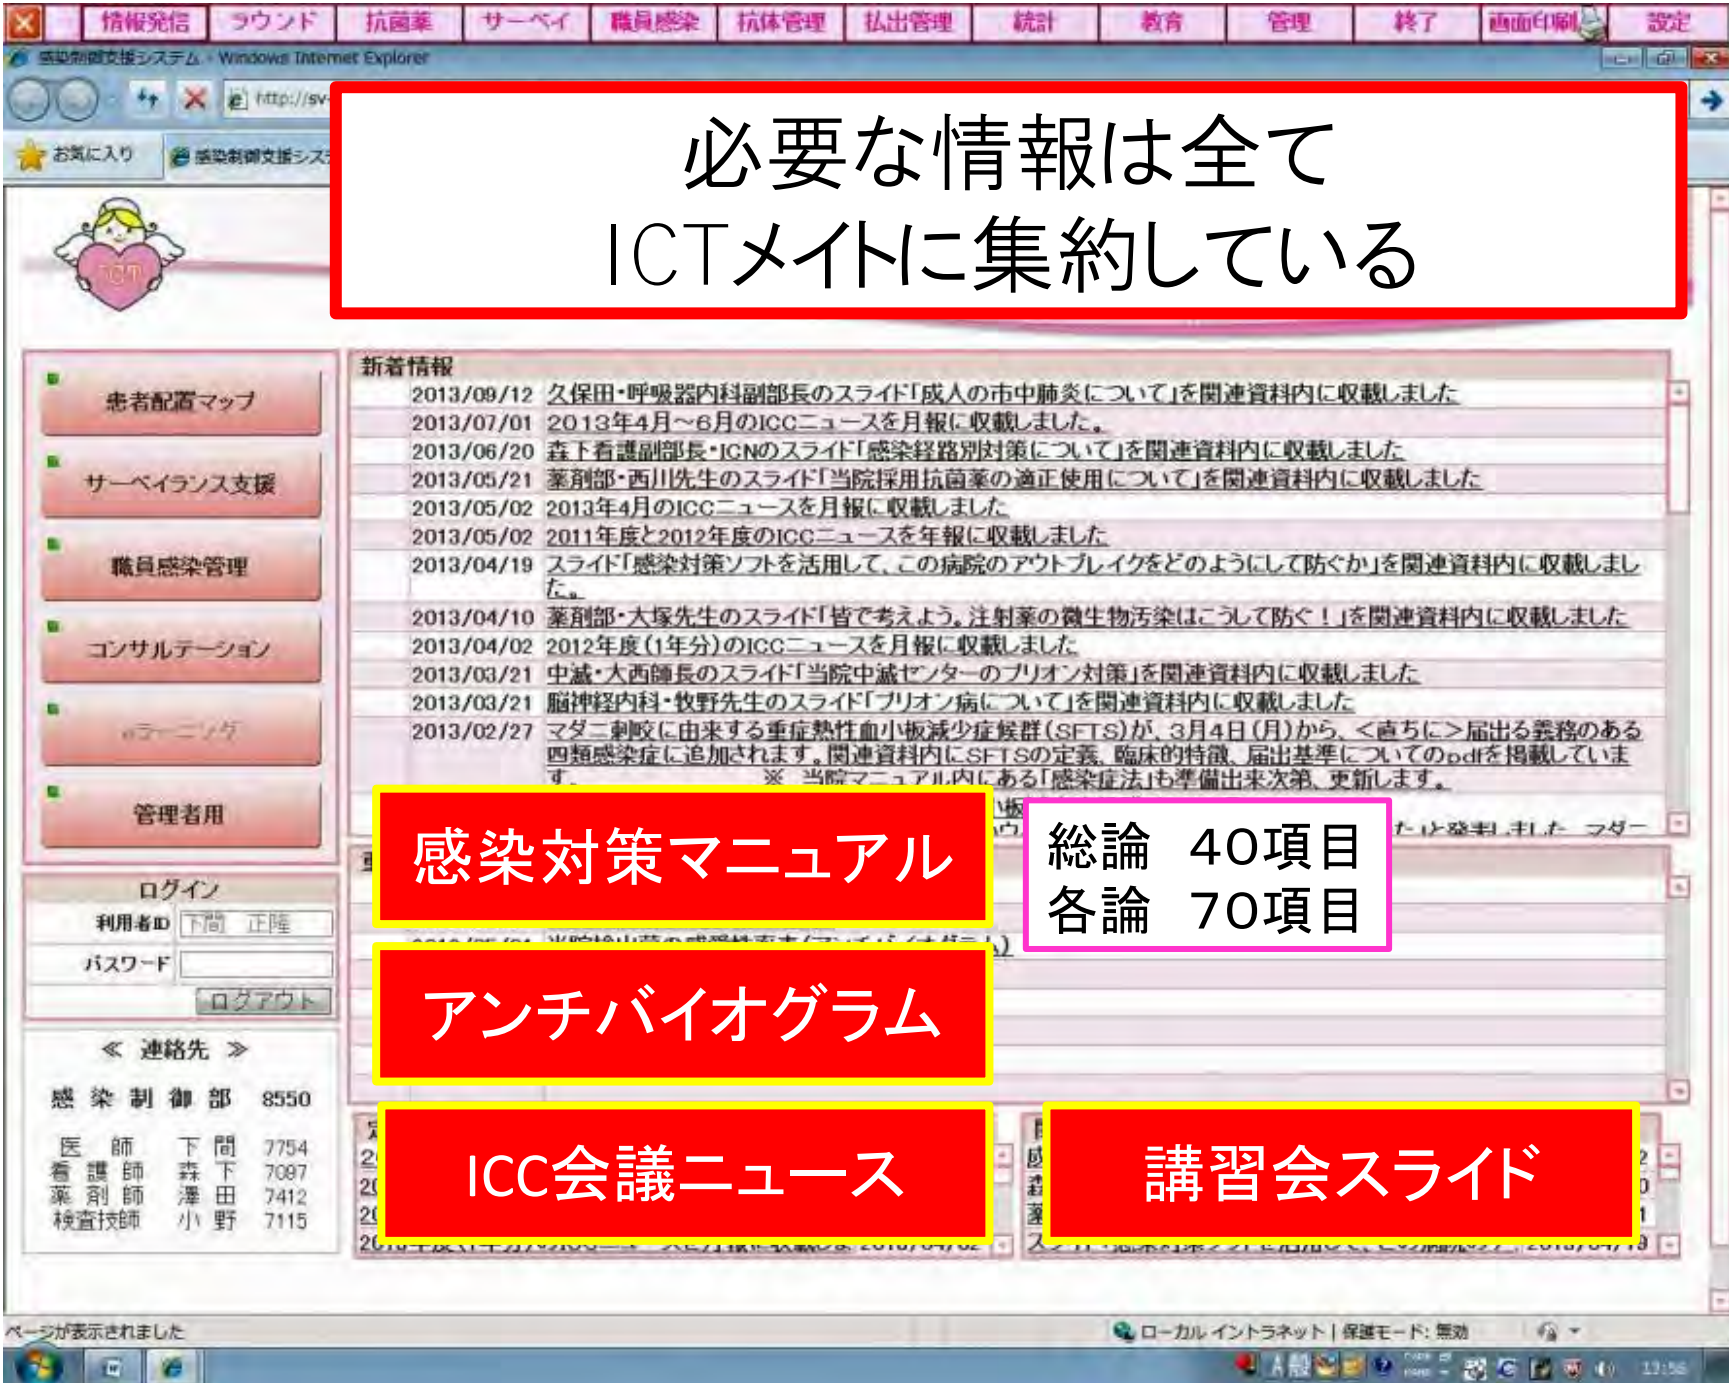 情報発信 ラウンド 抗菌薬 サーベイ 職員感染 抗体管理 払出管理 統計 教育 管理 終了 画面印刷 設定
感染制御支援システム - Windows Internet Explorer
http://sv-
お気に入り 感染制御支援シス
必要な情報は全て
ICTメイトに集約している
ICT
患者配置マップ
サーベイランス支援
職員感染管理
コンサルテーション
eラーニング
管理者用
ログイン
利用者ID 下間 正隆
パスワード
ログアウト
≪ 連絡先 ≫
感染制御部 8550
医師 下間 7754
看護師 森下 7097
薬剤師 澤田 7412
検査技師 小野 7115
新着情報
2013/09/12 久保田・呼吸器内科副部長のスライド「成人の市中肺炎について」を関連資料内に収載しました
2013/07/01 2013年4月～6月のICCニュースを月報に収載しました。
2013/06/20 森下看護副部長・ICNのスライド「感染経路別対策について」を関連資料内に収載しました
2013/05/21 薬剤部・西川先生のスライド「当院採用抗菌薬の適正使用について」を関連資料内に収載しました
2013/05/02 2013年4月のICCニュースを月報に収載しました
2013/05/02 2011年度と2012年度のICCニュースを年報に収載しました
2013/04/19 スライド「感染対策ソフトを活用して、この病院のアウトブレイクをどのようにして防ぐか」を関連資料内に収載しまし
た。
2013/04/10 薬剤部・大塚先生のスライド「皆で考えよう。注射薬の微生物汚染はこうして防ぐ！」を関連資料内に収載しました
2013/04/02 2012年度(1年分)のICCニュースを月報に収載しました
2013/03/21 中滅・大西師長のスライド「当院中滅センターのプリオン対策」を関連資料内に収載しました
2013/03/21 脳神経内科・牧野先生のスライド「プリオン病について」を関連資料内に収載しました
2013/02/27 マダニ刺咬に由来する重症熱性血小板減少症候群(SFTS)が、3月4日(月)から、＜直ちに＞届出る義務のある
四類感染症に追加されます。関連資料内にSFTSの定義、臨床的特徴、届出基準についてのpdfを掲載していま
す。 ※ 当院マニュアル内にある「感染症法」も準備出来次第、更新します。
感染対策マニュアル
総論 40項目
各論 70項目
アンチバイオグラム
ICC会議ニュース
講習会スライド
ページが表示されました
ローカル イントラネット | 保護モード: 無効
13:56